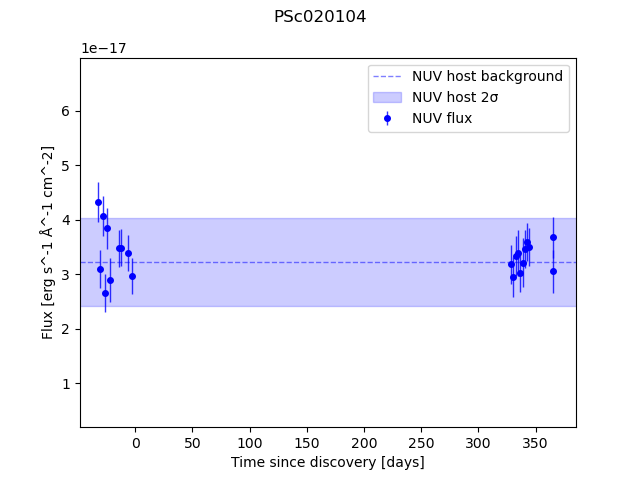 PSc020104
1e−17
NUV host background
NUV host 2σ
NUV flux
6
5
4
3
2
1
Flux [erg s^-1 Å^-1 cm^-2]
0 50 100 150 200 250 300 350
Time since discovery [days]